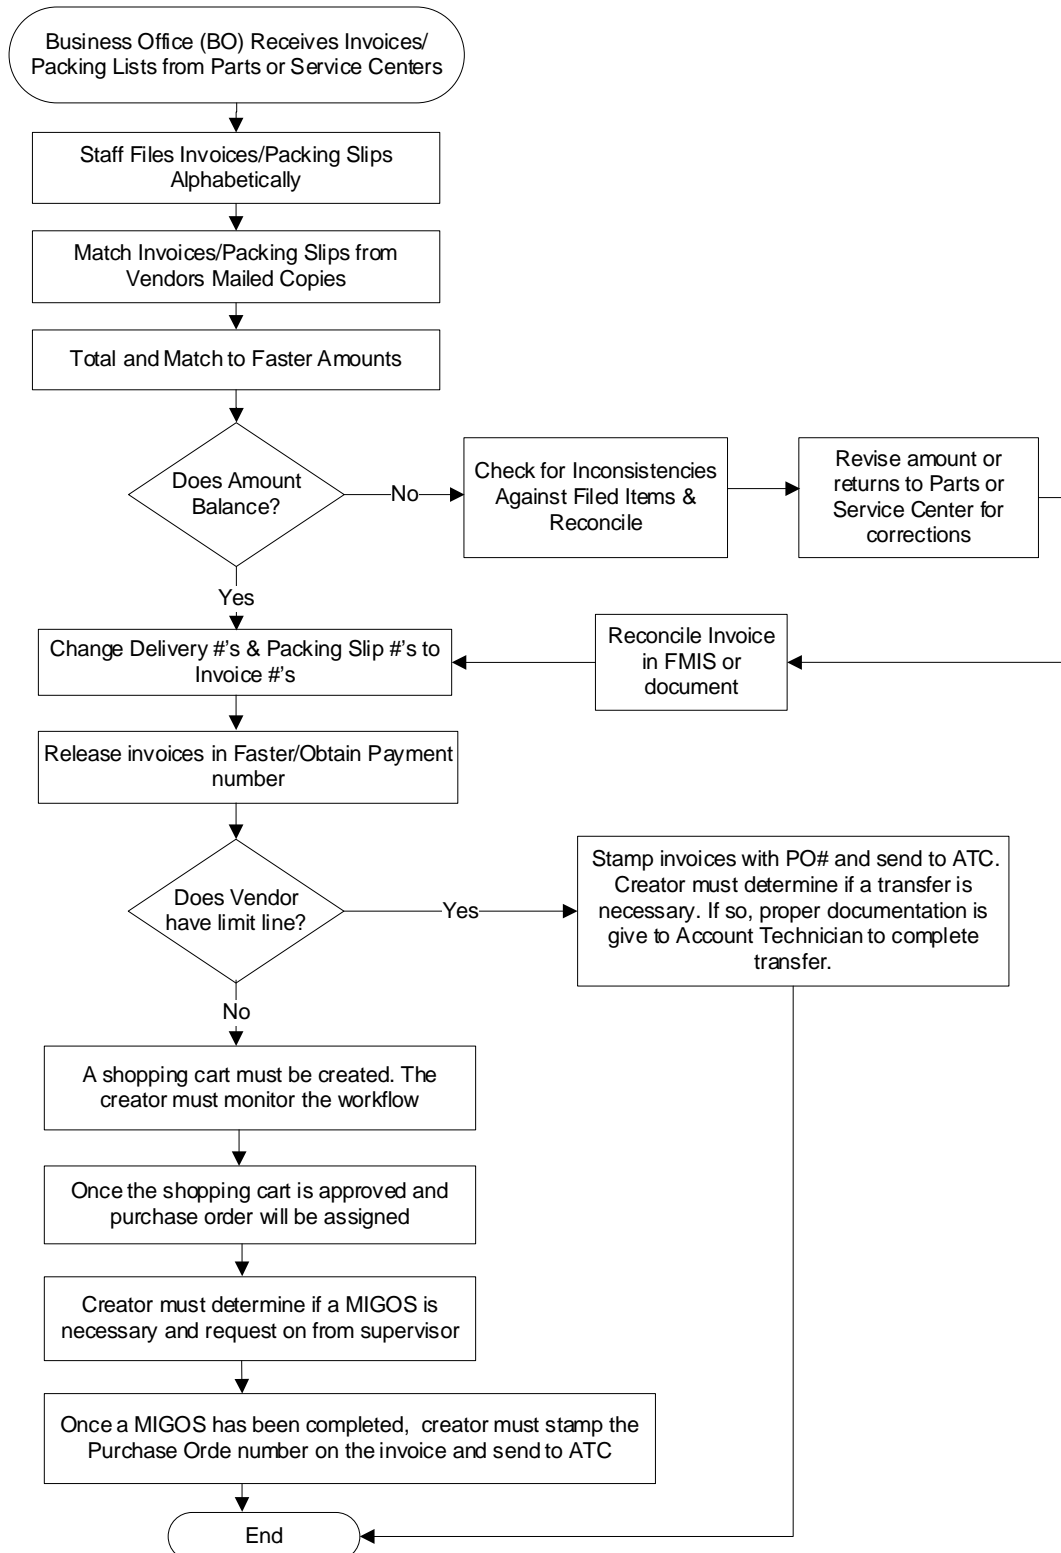 Business Office (BO) Receives Invoices/
Packing Lists from Parts or Service Centers
Staff Files Invoices/Packing Slips
Alphabetically
Match Invoices/Packing Slips from
Vendors Mailed Copies
Total and Match to Faster Amounts
Does Amount
Balance?
No
Check for Inconsistencies
Against Filed Items &
Reconcile
Revise amount or
returns to Parts or
Service Center for
corrections
Yes
Reconcile Invoice
in FMIS or
document
Change Delivery #'s & Packing Slip #'s to
Invoice #'s
Release invoices in Faster/Obtain Payment
number
Does Vendor
have limit line?
Yes
Stamp invoices with PO# and send to ATC.
Creator must determine if a transfer is
necessary. If so, proper documentation is
give to Account Technician to complete
transfer.
No
A shopping cart must be created. The
creator must monitor the workflow
Once the shopping cart is approved and
purchase order will be assigned
Creator must determine if a MIGOS is
necessary and request on from supervisor
Once a MIGOS has been completed, creator must stamp the
Purchase Orde number on the invoice and send to ATC
End